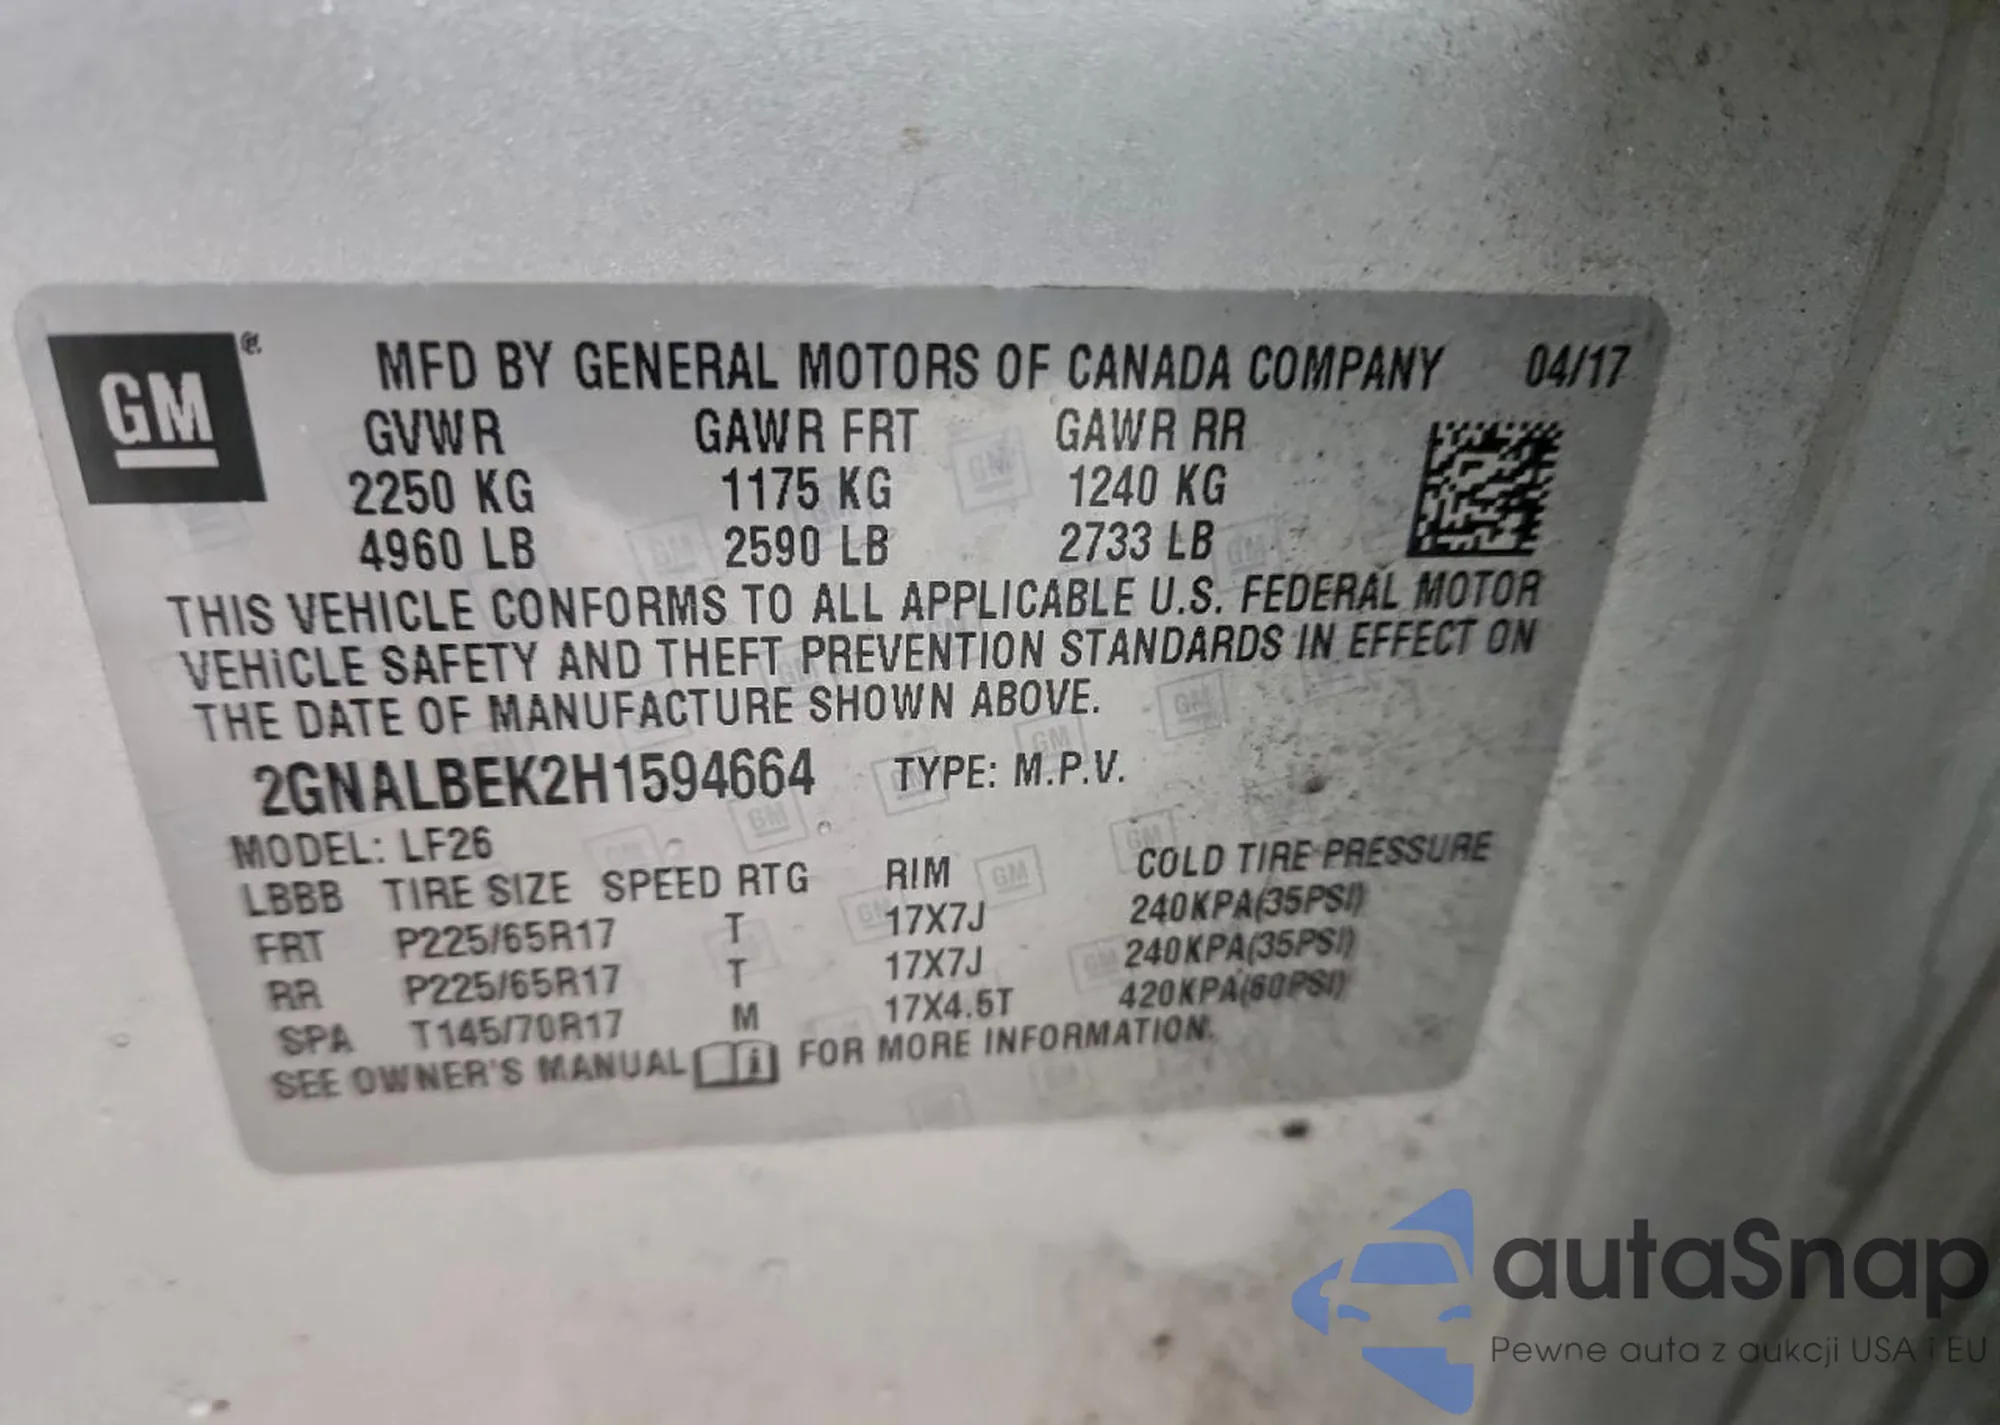 GM
MFD BY GENERAL MOTORS OF CANADA COMPANY 04/17
GVWR GAWR FRT GAWR RR
2250 KG 1175 KG 1240 KG
4960 LB 2590 LB 2733 LB
THIS VEHICLE CONFORMS TO ALL APPLICABLE U.S. FEDERAL MOTOR
VEHICLE SAFETY AND THEFT PREVENTION STANDARDS IN EFFECT ON
THE DATE OF MANUFACTURE SHOWN ABOVE.
2GNALBEK2H1594664 TYPE: M.P.V.
MODEL: LF26
LBBB TIRE SIZE SPEED RTG RIM COLD TIRE PRESSURE
FRT P225/65R17 T 17X7J 240KPA(35PSI)
RR P225/65R17 T 17X7J 240KPA(35PSI)
SPA T145/70R17 M 17X4.5T 420KPA(60PSI)
SEE OWNER'S MANUAL FOR MORE INFORMATION.
autaSnap
Pewne auta z aukcji USA i EU